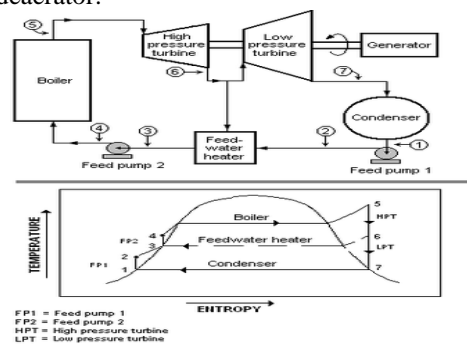 deaerator.
5
High pressure turbine
Low pressure turbine
Generator
Boiler
6
7
Condenser
4
3
Feed-water heater
2
1
Feed pump 2
Feed pump 1
TEMPERATURE
Boiler
5
HPT
4
FP2
3
Feedwater heater
6
LPT
2
FP1
1
Condenser
7
ENTROPY
FP1 = Feed pump 1
FP2 = Feed pump 2
HPT = High pressure turbine
LPT = Low pressure turbine